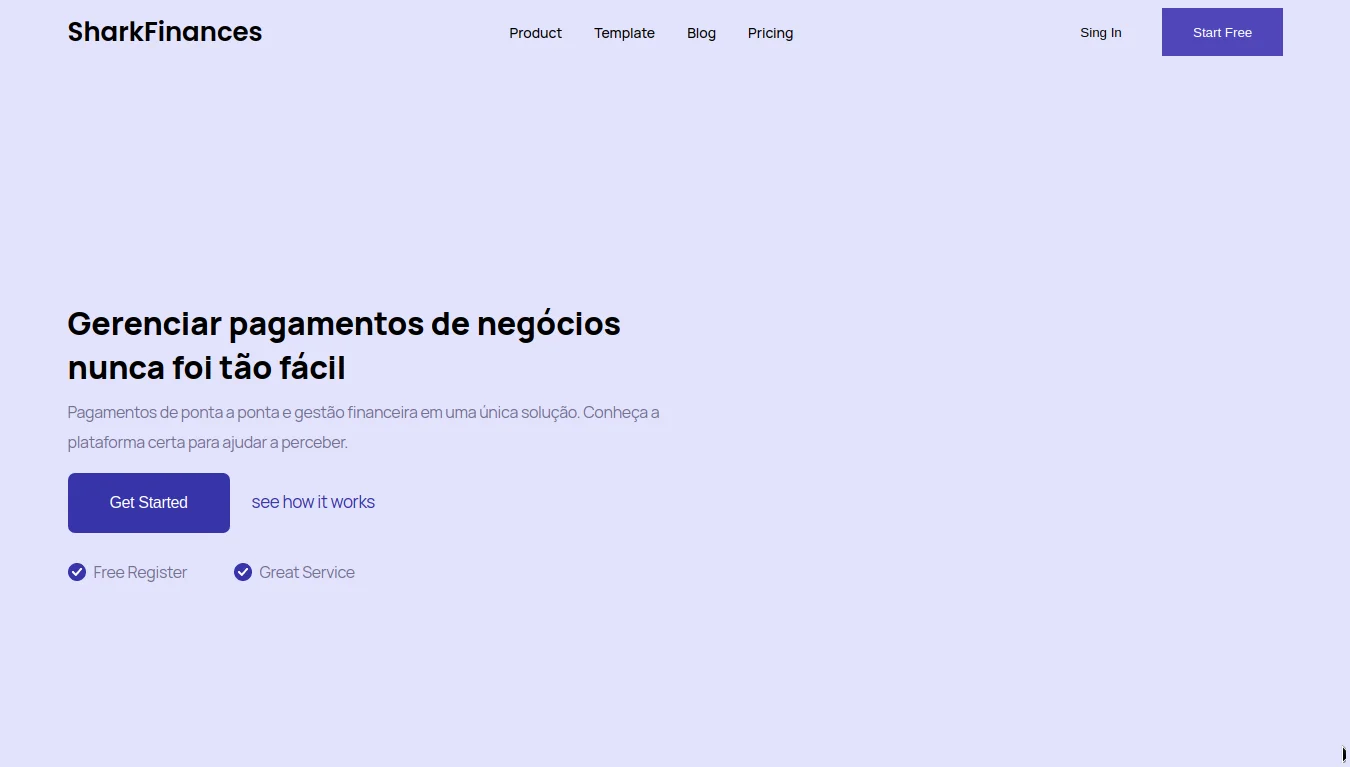 SharkFinances
Product Template Blog Pricing
Sing In
Start Free
Gerenciar pagamentos de negócios
nunca foi tão fácil
Pagamentos de ponta a ponta e gestão financeira em uma única solução. Conheça a
plataforma certa para ajudar a perceber.
Get Started
see how it works
Free Register
Great Service